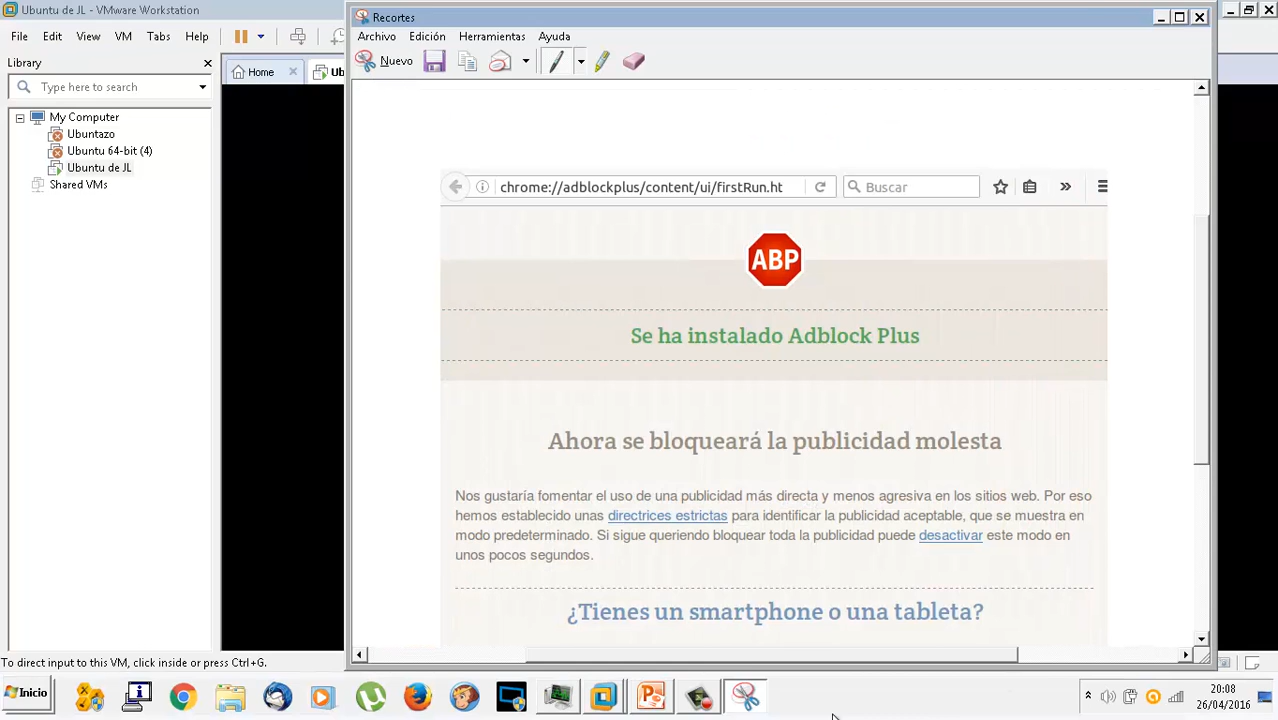 Ubuntu de JL - VMware Workstation
File Edit View VM Tabs Help
Library
Type here to search
My Computer
Ubuntazo
Ubuntu 64-bit (4)
Ubuntu de JL
Shared VMs
Home
Ub
Recortes
Archivo Edición Herramientas Ayuda
Nuevo
chrome://adblockplus/content/ui/firstRun.ht
Buscar
ABP
Se ha instalado Adblock Plus
Ahora se bloqueará la publicidad molesta
Nos gustaría fomentar el uso de una publicidad más directa y menos agresiva en los sitios web. Por eso
hemos establecido unas directrices estrictas para identificar la publicidad aceptable, que se muestra en
modo predeterminado. Si sigue queriendo bloquear toda la publicidad puede desactivar este modo en
unos pocos segundos.
¿Tienes un smartphone o una tableta?
To direct input to this VM, click inside or press Ctrl+G.
Inicio
20:08
26/04/2016